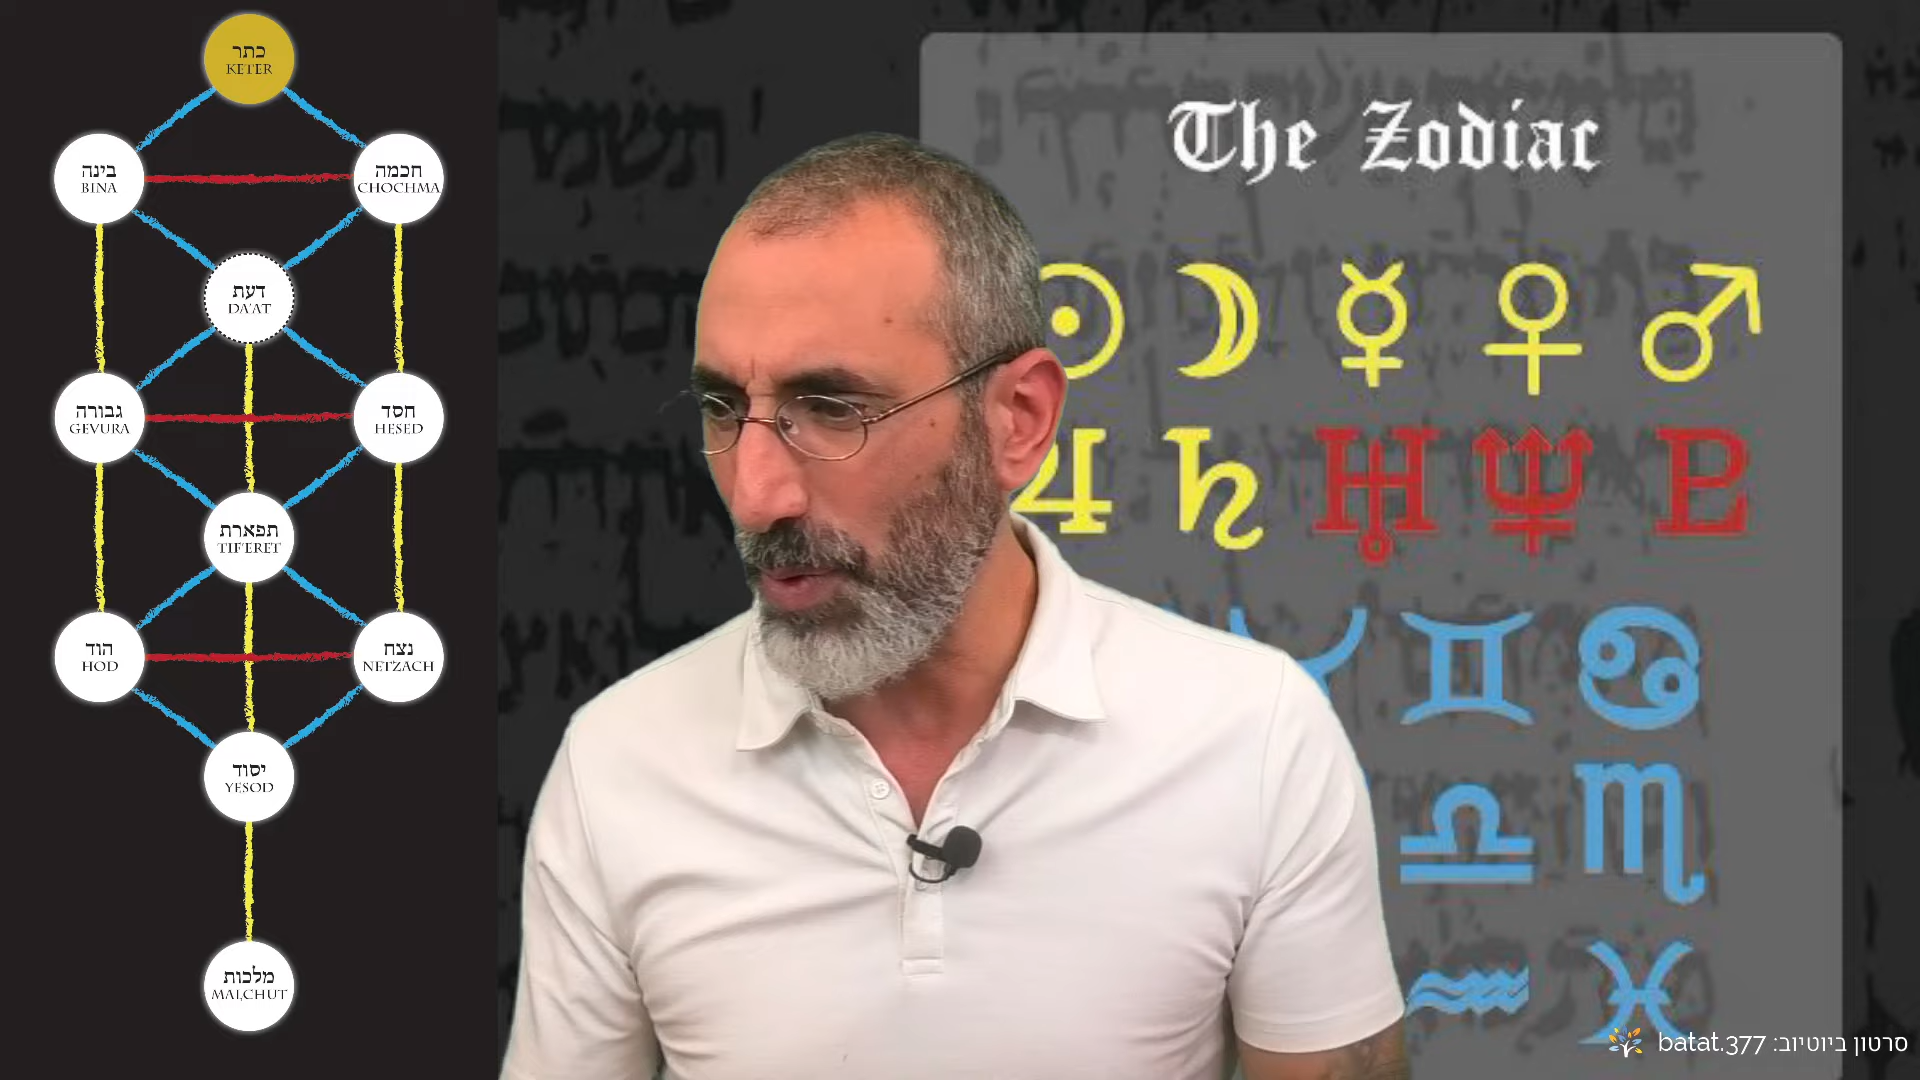 כתר
KETER
בינה
BINA
חכמה
CHOCHMA
דעת
DA'AT
גבורה
GEVURA
חסד
HESED
תפארת
TIFERET
הוד
HOD
נצח
NETZACH
יסוד
YESOD
מלכות
MALCHUT
The Zodiac
סרטון ביוטיוב: batat.377